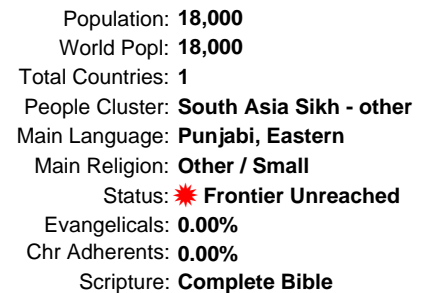 Population: 18,000
World Popl: 18,000
Total Countries: 1
People Cluster: South Asia Sikh - other
Main Language: Punjabi, Eastern
Main Religion: Other / Small
Status: Frontier Unreached
Evangelicals: 0.00%
Chr Adherents: 0.00%
Scripture: Complete Bible